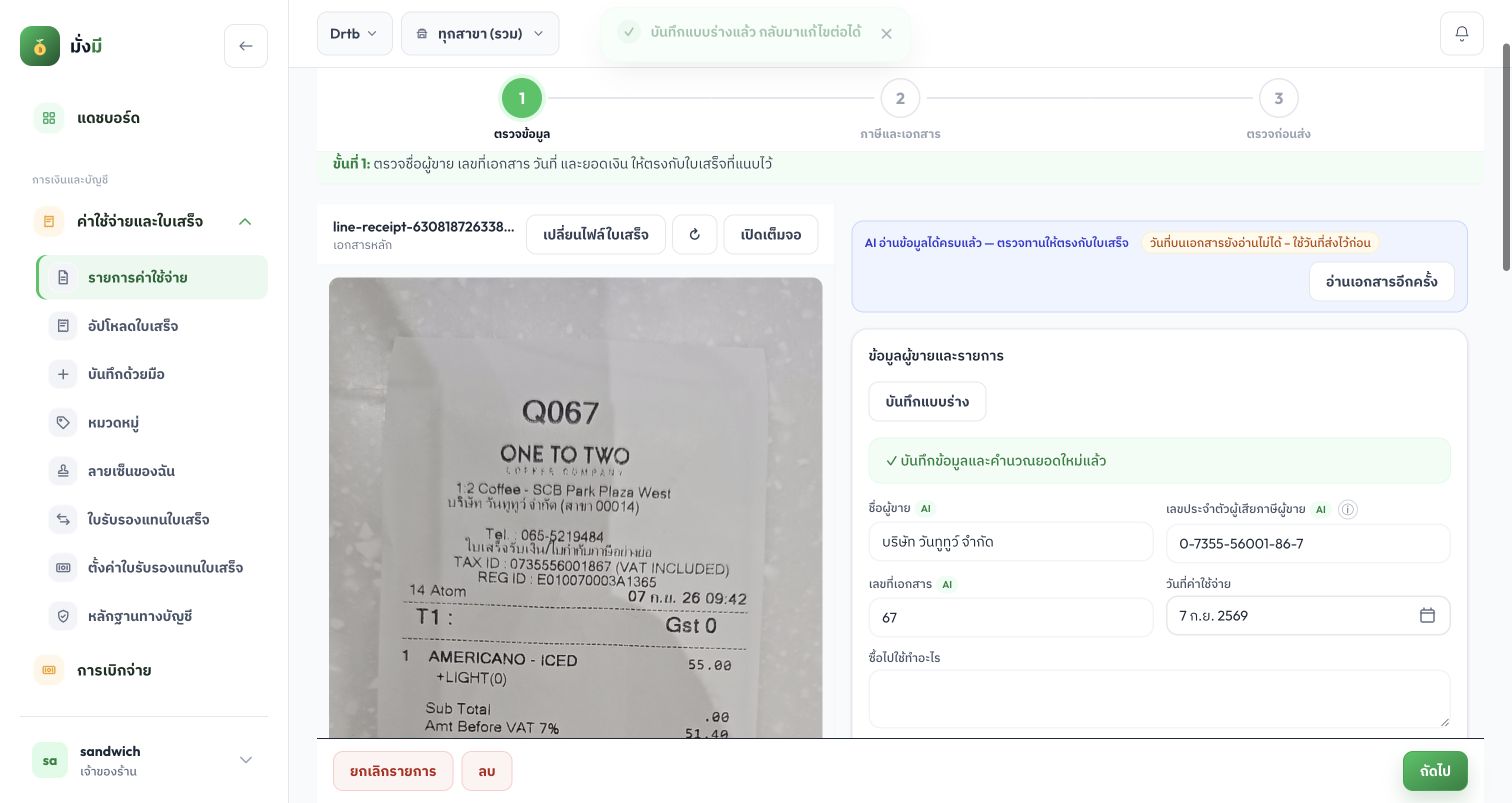 มั่งมี
แดชบอร์ด
การเงินและบัญชี
ค่าใช้จ่ายและใบเสร็จ
รายการค่าใช้จ่าย
อัปโหลดใบเสร็จ
บันทึกด้วยมือ
หมวดหมู่
ลายเซ็นของฉัน
ใบรับรองแทนใบเสร็จ
ตั้งค่าใบรับรองแทนใบเสร็จ
หลักฐานทางบัญชี
การเบิกจ่าย
sa
sandwich
เจ้าของร้าน
Drtb
ทุกสาขา (รวม)
บันทึกแบบร่างแล้ว กลับมาแก้ไขต่อได้
1
ตรวจข้อมูล
2
ภาษีและเอกสาร
3
ตรวจก่อนส่ง
ขั้นที่ 1: ตรวจชื่อผู้ขาย เลขที่เอกสาร วันที่ และยอดเงิน ให้ตรงกับใบเสร็จที่แนบไว้
line-receipt-630818726338...
เอกสารหลัก
เปลี่ยนไฟล์ใบเสร็จ
เปิดเต็มจอ
Q067
ONE TO TWO
COFFEE COMPANY
1:2 Coffee - SCB Park Plaza West
บริษัท วันทูทูว์ จำกัด (สาขา 00014)
Tel. : 065-5219484
ใบเสร็จรับเงิน/ใบกำกับภาษีอย่างย่อ
TAX ID : 0735556001867 (VAT INCLUDED)
REG ID : E010070003A1365
14 Atom 07 ก.ย. 26 09:42
T1 : Gst 0
1 AMERICANO - ICED 55.00
+LIGHT(0)
Sub Total .00
Amt Before VAT 7% 51.40
AI อ่านข้อมูลได้ครบแล้ว — ตรวจทานให้ตรงกับใบเสร็จ วันที่บนเอกสารยังอ่านไม่ได้ – ใช้วันที่ส่งไว้ก่อน
อ่านเอกสารอีกครั้ง
ข้อมูลผู้ขายและรายการ
บันทึกแบบร่าง
✓ บันทึกข้อมูลและคำนวณยอดใหม่แล้ว
ชื่อผู้ขาย AI
บริษัท วันทูทูว์ จำกัด
เลขประจำตัวผู้เสียภาษีผู้ขาย AI
0-7355-56001-86-7
เลขที่เอกสาร AI
67
วันที่ค่าใช้จ่าย
7 ก.ย. 2569
ซื้อไปใช้ทำอะไร
ยกเลิกรายการ
ลบ
ถัดไป